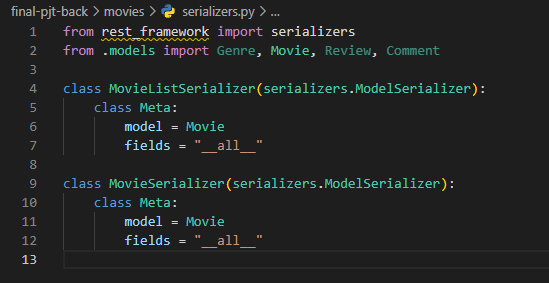 final-pjt-back > movies > serializers.py > ...
1 from rest_framework import serializers
2 from .models import Genre, Movie, Review, Comment
3
4 class MovieListSerializer(serializers.ModelSerializer):
5     class Meta:
6         model = Movie
7         fields = "__all__"
8
9 class MovieSerializer(serializers.ModelSerializer):
10     class Meta:
11         model = Movie
12         fields = "__all__"
13